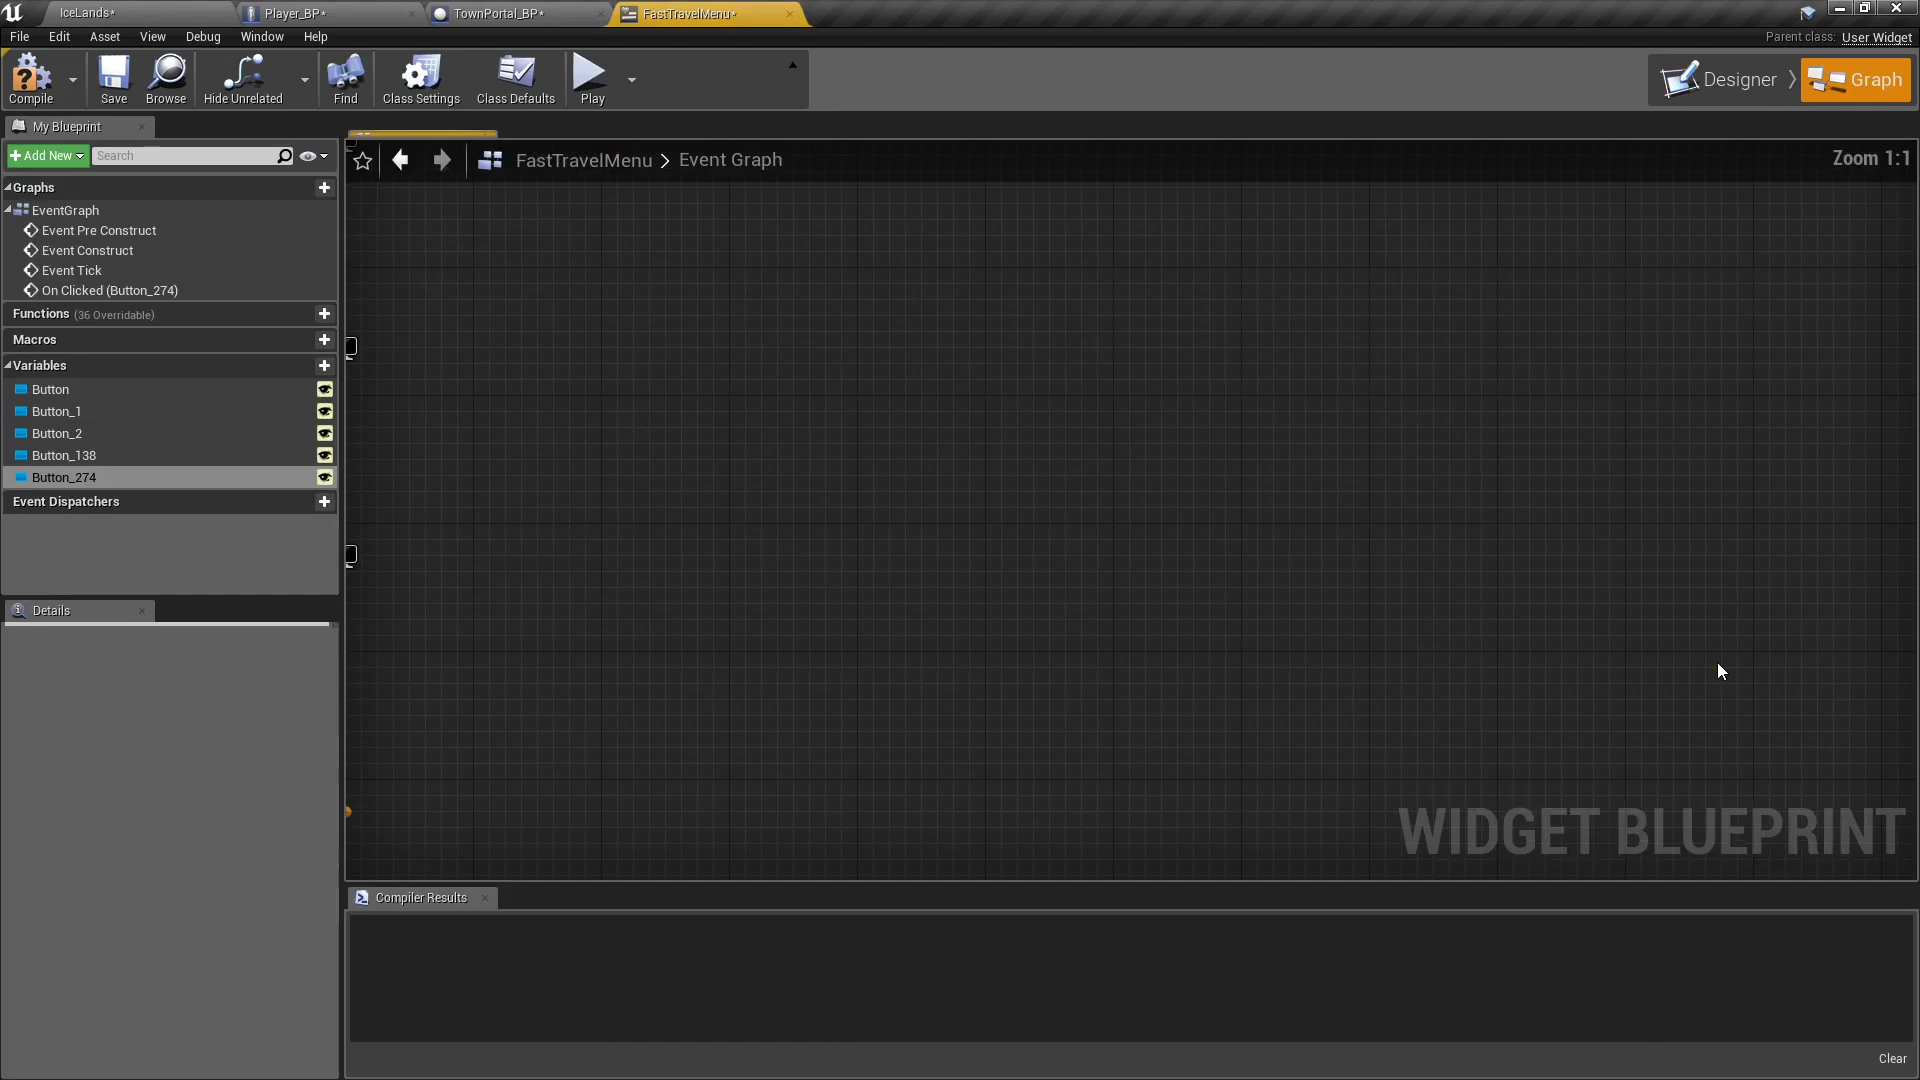 IceLands*
Player_BP*
TownPortal_BP*
FastTravelMenu*
File Edit Asset View Debug Window Help
Parent class: User Widget
Compile Save Browse Hide Unrelated Find Class Settings Class Defaults Play
Designer Graph
My Blueprint
Add New Search
FastTravelMenu > Event Graph
Zoom 1:1
Graphs
EventGraph
Event Pre Construct
Event Construct
Event Tick
On Clicked (Button_274)
Functions (36 Overridable)
Macros
Variables
Button
Button_1
Button_2
Button_138
Button_274
Event Dispatchers
Details
WIDGET BLUEPRINT
Compiler Results
Clear